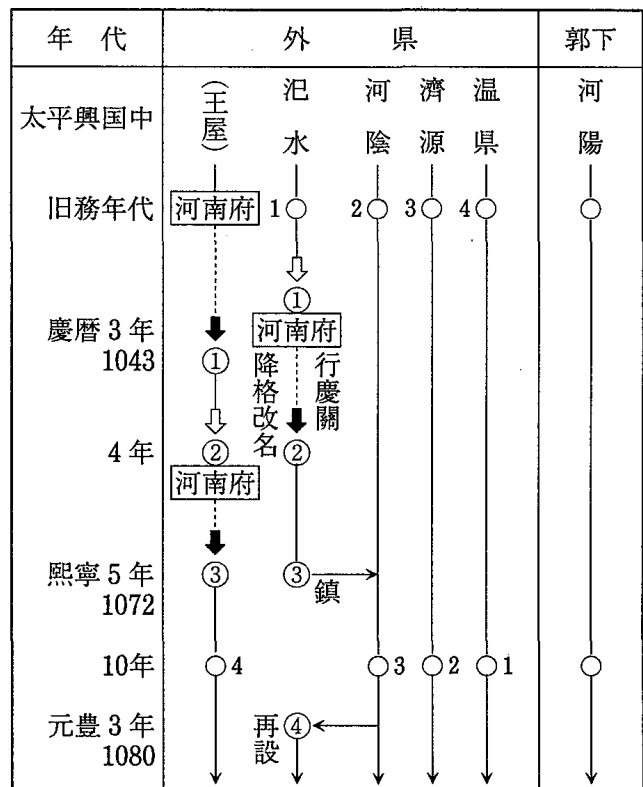 年代 外県 郭下
太平興国中 (王屋) 汜水 河陰 済源 温県 河陽
旧務年代 河南府 1 2 3 4
①
慶暦3年 河南府
1043 ① 降格改名 行慶關
4年 ② ②
河南府
熙寧5年 ③ ③ 鎮
1072
10年 4 3 2 1
元豊3年 再設 ④
1080